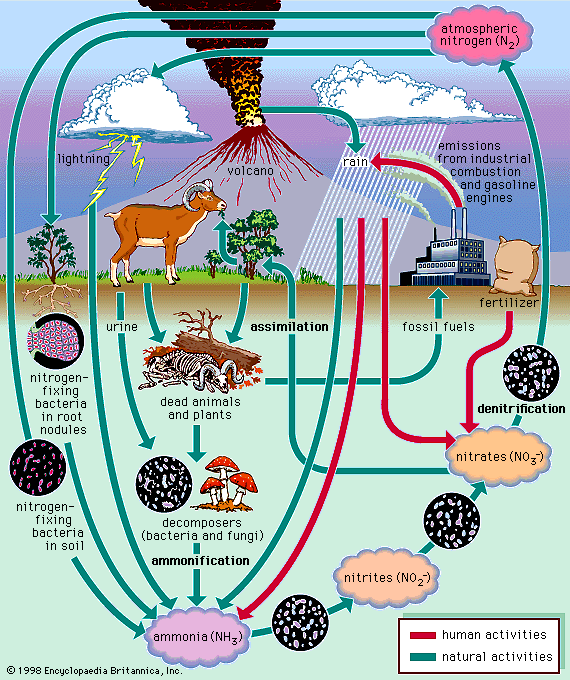 atmospheric
nitrogen (N₂)
lightning
volcano
rain
emissions
from industrial
combustion
and gasoline
engines
fertilizer
urine
assimilation
fossil fuels
nitrogen-
fixing
bacteria
in root
nodules
dead animals
and plants
denitrification
nitrates (NO₃⁻)
nitrogen-
fixing
bacteria
in soil
decomposers
(bacteria and fungi)
ammonification
nitrites (NO₂⁻)
ammonia (NH₃)
human activities
natural activities
© 1998 Encyclopaedia Britannica, Inc.